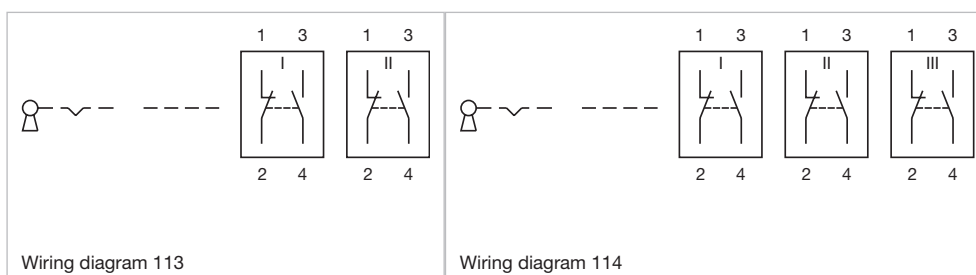 1 3 1 3
I II
2 4 2 4
Wiring diagram 113
1 3 1 3 1 3
I II III
2 4 2 4 2 4
Wiring diagram 114